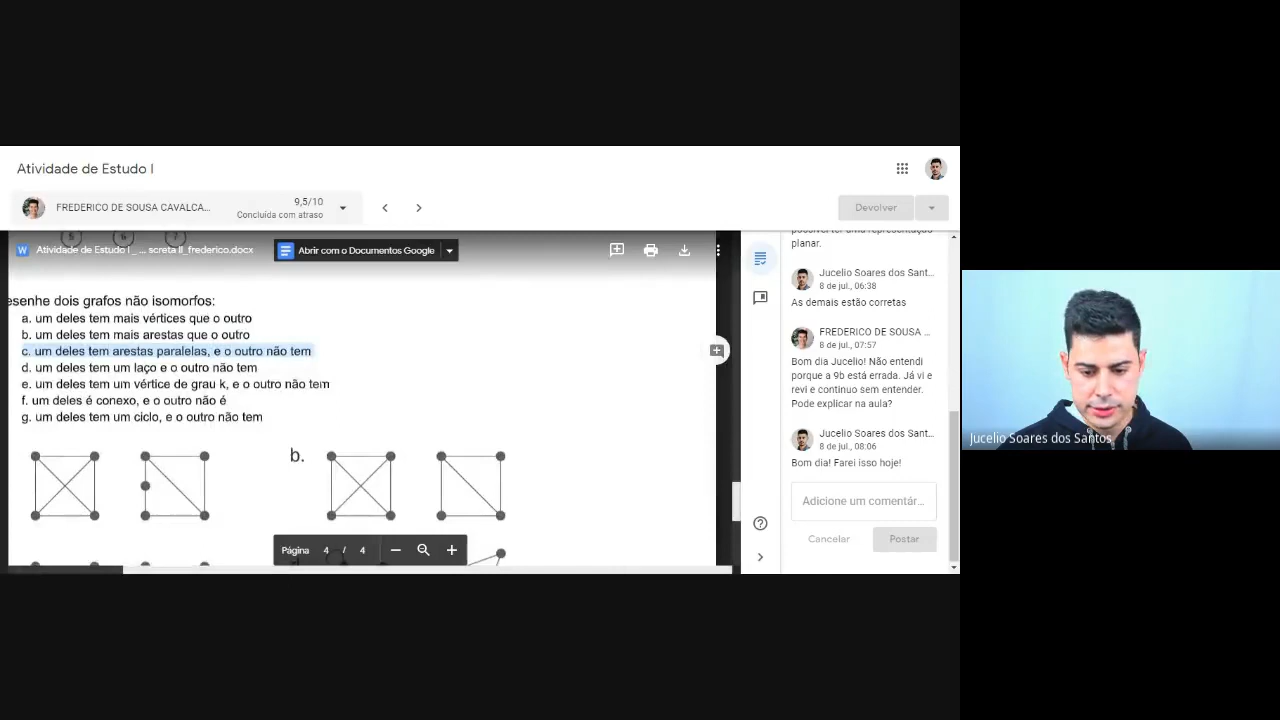 Atividade de Estudo I
FREDERICO DE SOUSA CAVALCA...
9,5/10
Concluída com atraso
Devolver
Atividade de Estudo I _ ... screta II_frederico.docx
Abrir com o Documentos Google
esenhe dois grafos não isomorfos:
a. um deles tem mais vértices que o outro
b. um deles tem mais arestas que o outro
c. um deles tem arestas paralelas, e o outro não tem
d. um deles tem um laço e o outro não tem
e. um deles tem um vértice de grau k, e o outro não tem
f. um deles é conexo, e o outro não é
g. um deles tem um ciclo, e o outro não tem
b.
Página 4 / 4
planar.
Jucelio Soares dos Sant...
8 de jul., 06:38
As demais estão corretas
FREDERICO DE SOUSA ...
8 de jul., 07:57
Bom dia Jucelio! Não entendi
porque a 9b está errada. Já vi e
revi e continuo sem entender.
Pode explicar na aula?
Jucelio Soares dos Sant...
8 de jul., 08:06
Bom dia! Farei isso hoje!
Adicione um comentár...
Cancelar
Postar
Jucelio Soares dos Santos